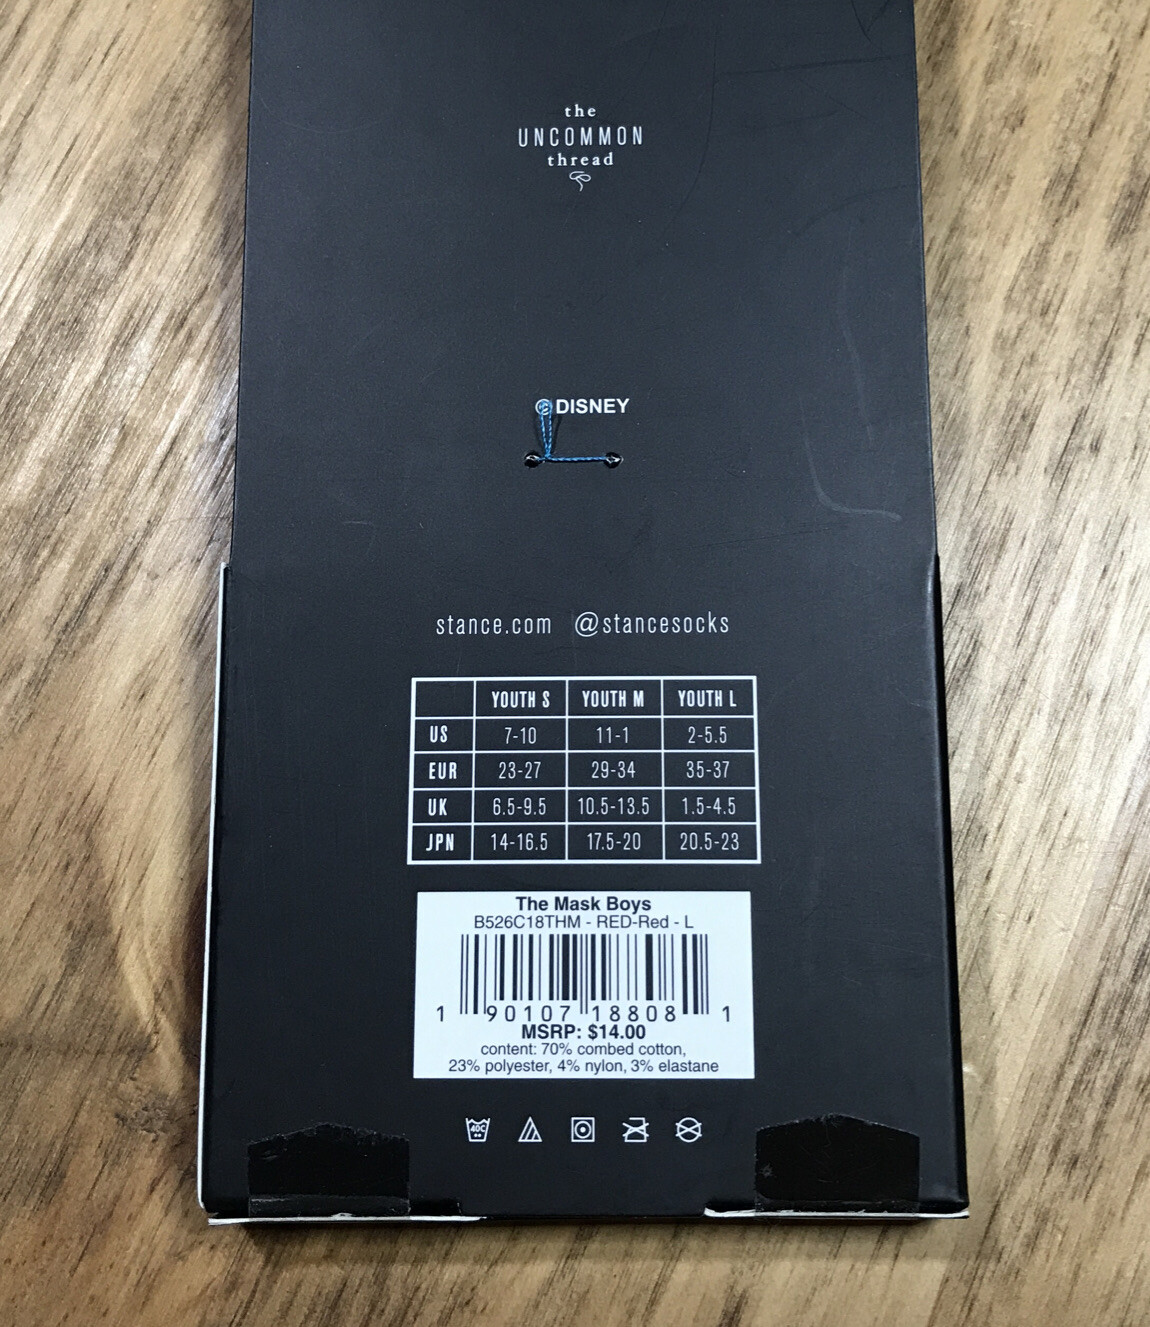 the
UNCOMMON
thread
©DISNEY
stance.com @stancesocks
YOUTH S YOUTH M YOUTH L
US 7-10 11-1 2-5.5
EUR 23-27 29-34 35-37
UK 6.5-9.5 10.5-13.5 1.5-4.5
JPN 14-16.5 17.5-20 20.5-23
The Mask Boys
B526C18THM - RED-Red - L
1 90107 18808 1
MSRP: $14.00
content: 70% combed cotton,
23% polyester, 4% nylon, 3% elastane
40C